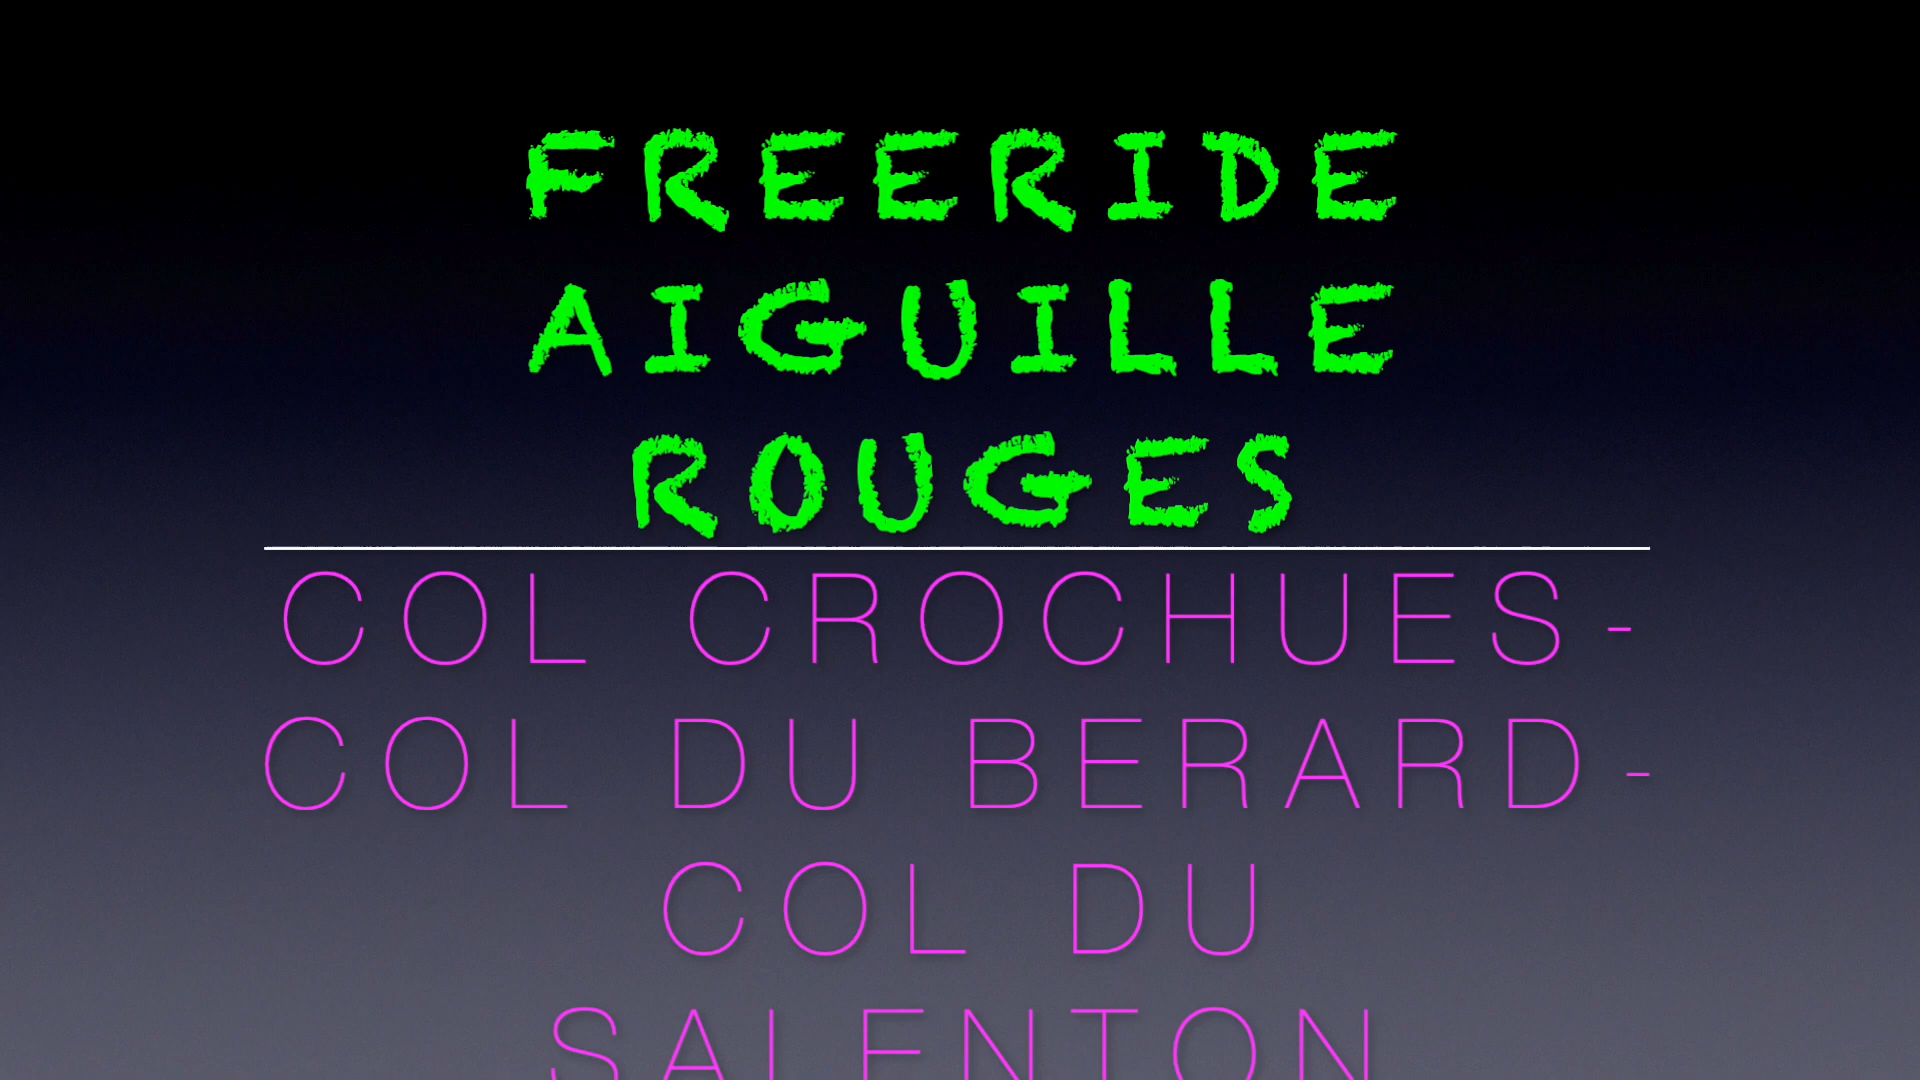 FREERIDE
AIGUILLE
ROUGES
COL CROCHUES-
COL DU BERARD-
COL DU
SALENTON